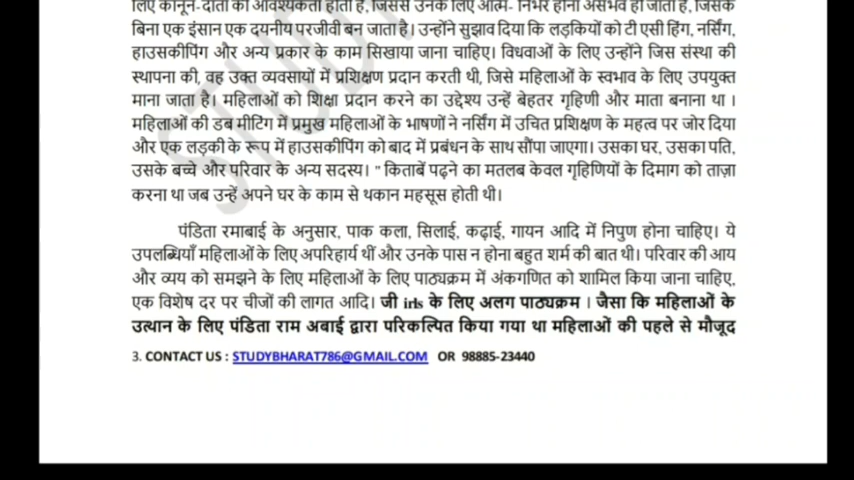 लिए कानून-दाता की आवश्यकता होती है, जिससे उनके लिए आत्म- निर्भर होना असंभव हो जाता है, जिसके
बिना एक इंसान एक दयनीय परजीवी बन जाता है। उन्होंने सुझाव दिया कि लड़कियों को टी एसी हिंग, नर्सिंग,
हाउसकीपिंग और अन्य प्रकार के काम सिखाया जाना चाहिए। विधवाओं के लिए उन्होंने जिस संस्था की
स्थापना की, वह उक्त व्यवसायों में प्रशिक्षण प्रदान करती थी, जिसे महिलाओं के स्वभाव के लिए उपयुक्त
माना जाता है। महिलाओं को शिक्षा प्रदान करने का उद्देश्य उन्हें बेहतर गृहिणी और माता बनाना था ।
महिलाओं की डब मीटिंग में प्रमुख महिलाओं के भाषणों ने नर्सिंग में उचित प्रशिक्षण के महत्व पर जोर दिया
और एक लड़की के रूप में हाउसकीपिंग को बाद में प्रबंधन के साथ सौंपा जाएगा। उसका घर, उसका पति,
उसके बच्चे और परिवार के अन्य सदस्य। " किताबें पढ़ने का मतलब केवल गृहिणियों के दिमाग को ताज़ा
करना था जब उन्हें अपने घर के काम से थकान महसूस होती थी।
पंडिता रमाबाई के अनुसार, पाक कला, सिलाई, कढ़ाई, गायन आदि में निपुण होना चाहिए। ये
उपलब्धियाँ महिलाओं के लिए अपरिहार्य थीं और उनके पास न होना बहुत शर्म की बात थी। परिवार की आय
और व्यय को समझने के लिए महिलाओं के लिए पाठ्यक्रम में अंकगणित को शामिल किया जाना चाहिए,
एक विशेष दर पर चीजों की लागत आदि। जी irls के लिए अलग पाठ्यक्रम । जैसा कि महिलाओं के
उत्थान के लिए पंडिता राम अबाई द्वारा परिकल्पित किया गया था महिलाओं की पहले से मौजूद
3. CONTACT US : STUDYBHARAT786@GMAIL.COM OR 98885-23440